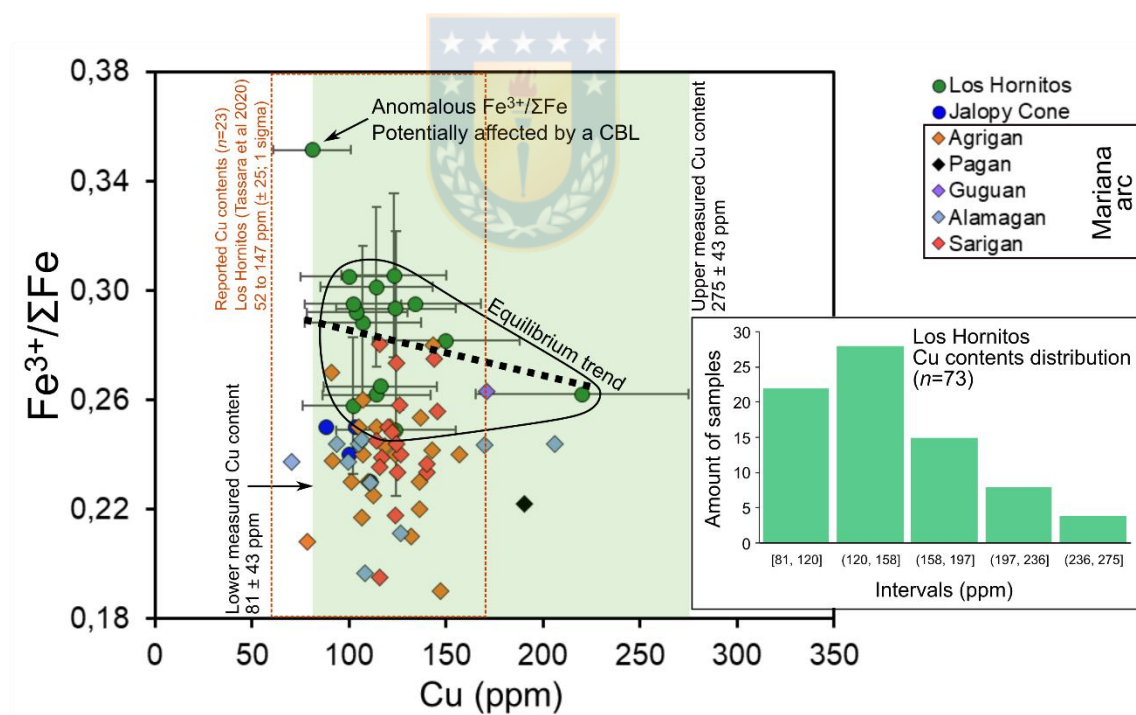 0,38
0,34
0,30
0,26
0,22
0,18
Fe³⁺/ΣFe
0
50
100
150
200
250
300
350
Cu (ppm)
Reported Cu contents (n=23)
Los Hornitos (Tassara et al 2020)
52 to 147 ppm (± 25; 1 sigma)
Anomalous Fe³⁺/ΣFe
Potentially affected by a CBL
Equilibrium trend
Lower measured Cu content
81 ± 43 ppm
Upper measured Cu content
275 ± 43 ppm
Los Hornitos
Jalopy Cone
Agrigan
Pagan
Guguan
Alamagan
Sarigan
Mariana
arc
Los Hornitos
Cu contents distribution
(n=73)
Amount of samples
30
25
20
15
10
5
0
[81, 120]
(120, 158]
(158, 197]
(197, 236]
(236, 275]
Intervals (ppm)